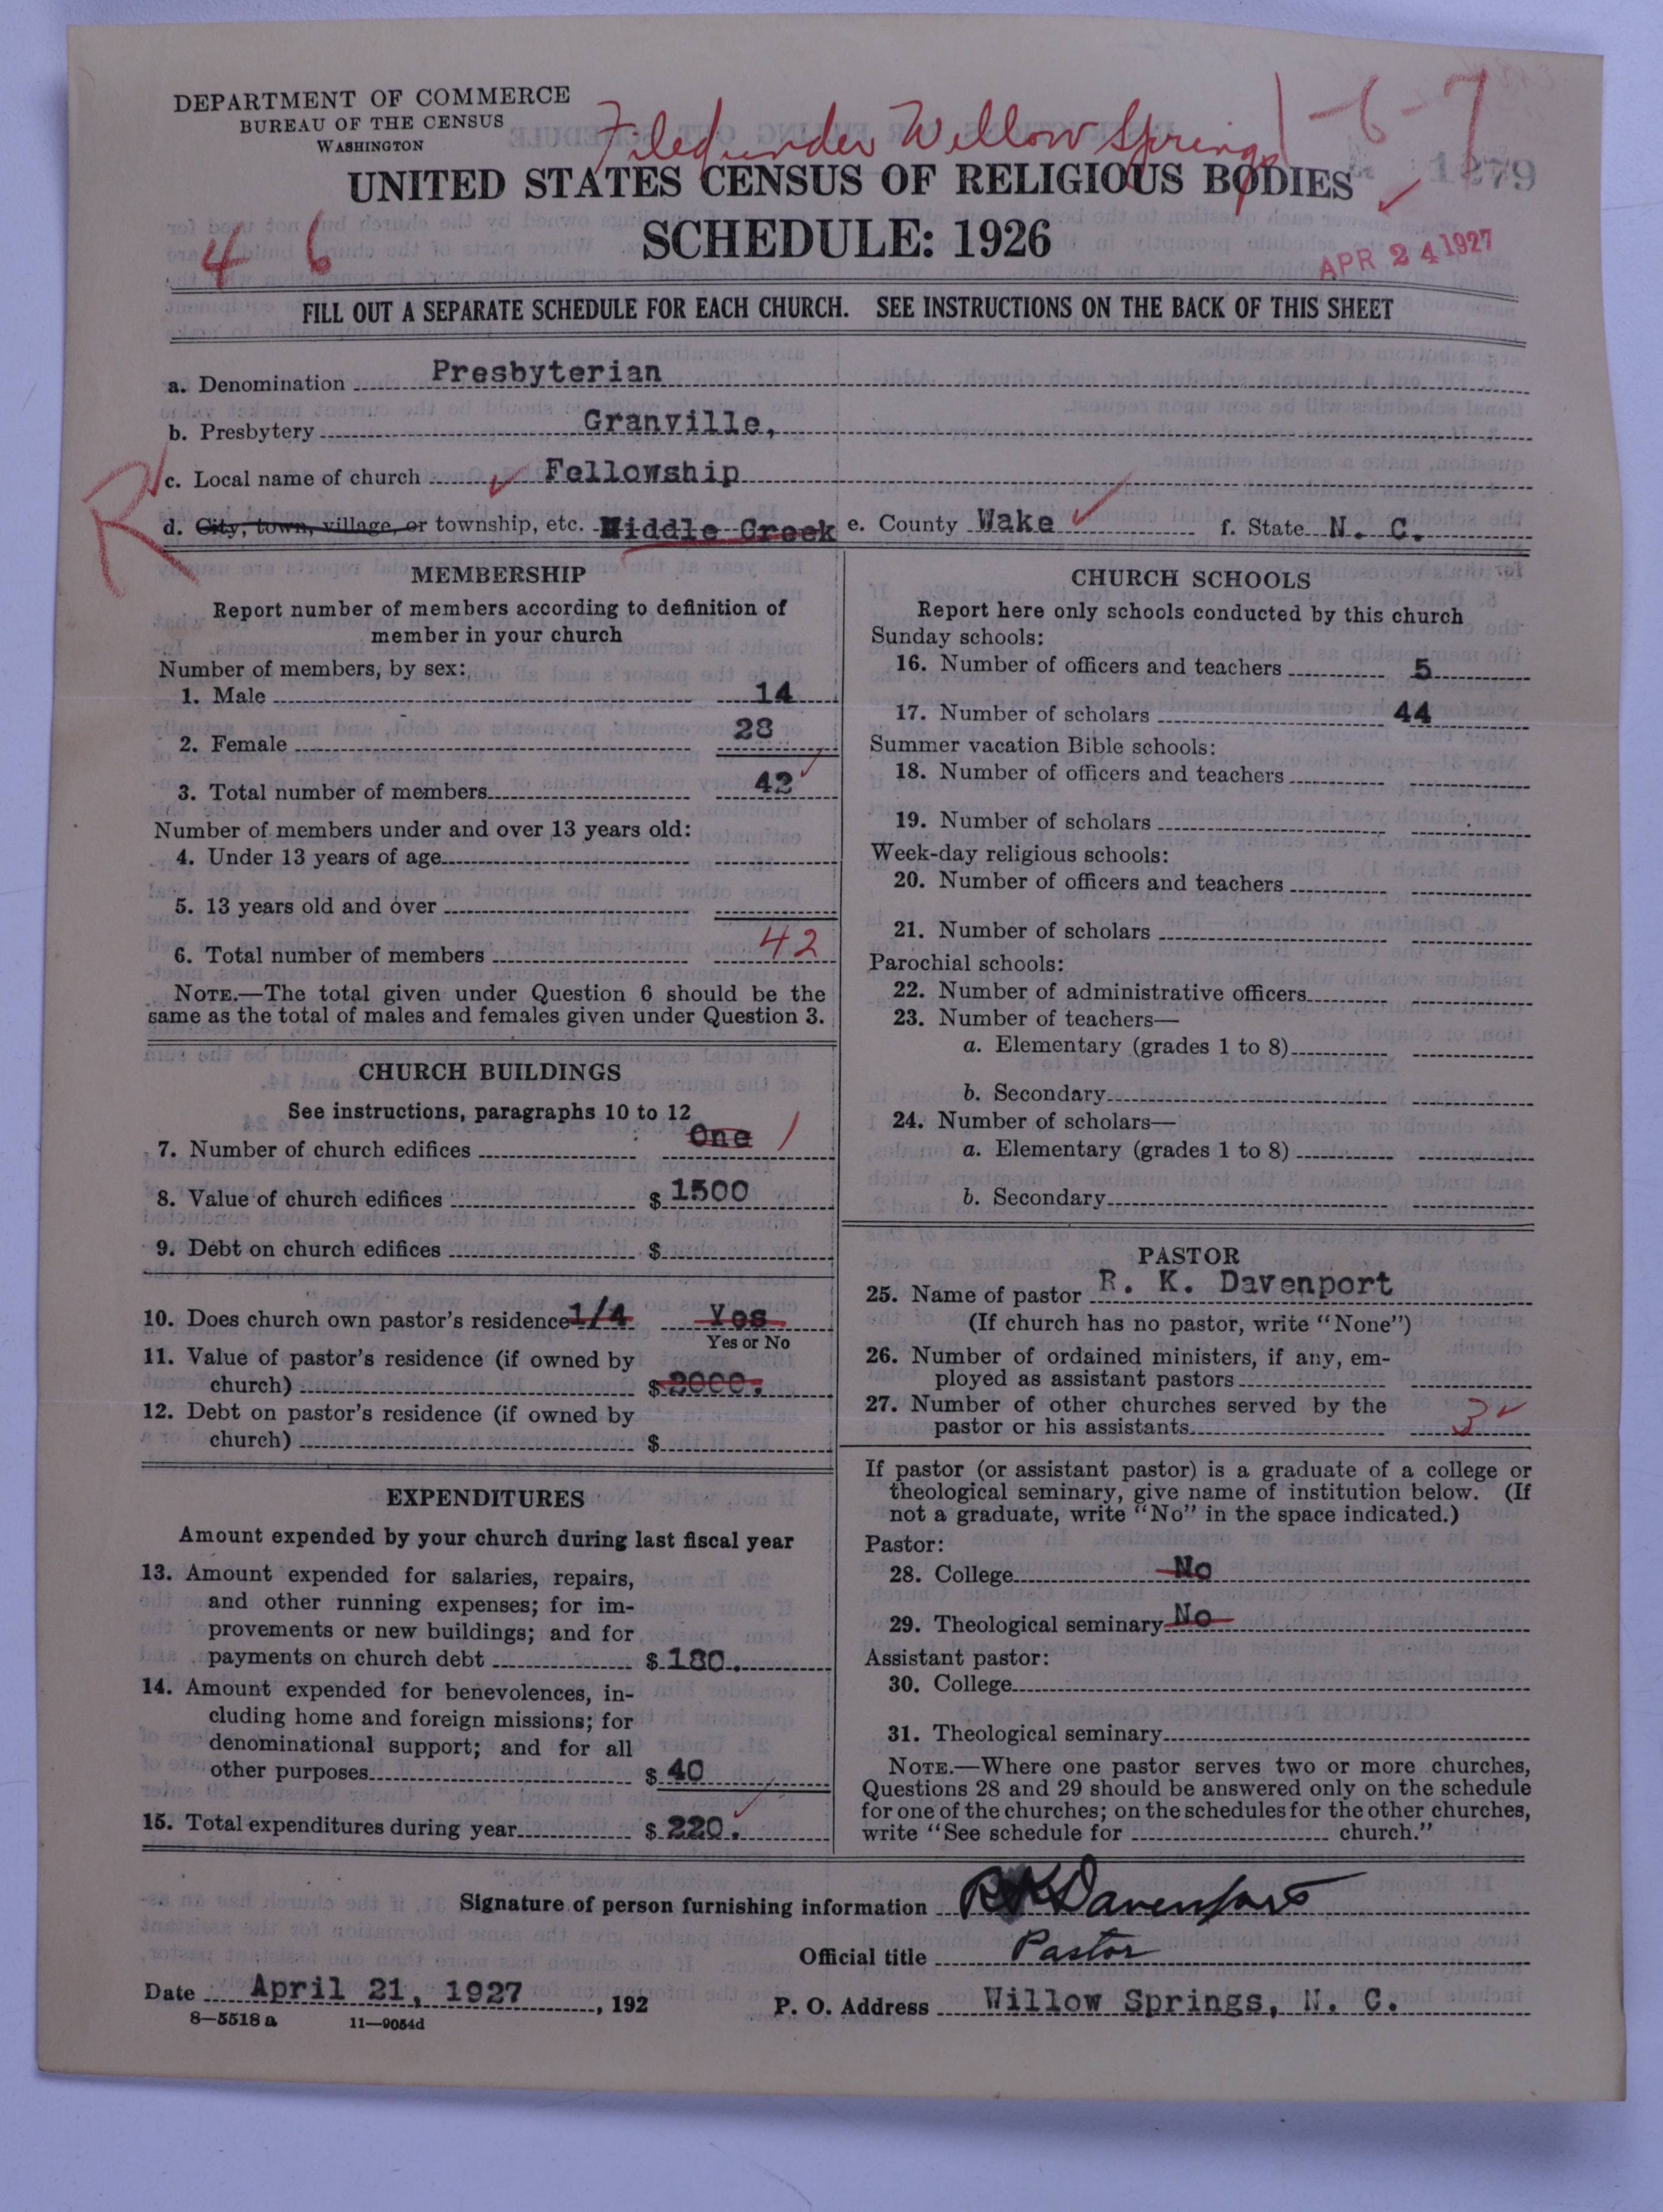 DEPARTMENT OF COMMERCE
BUREAU OF THE CENSUS
WASHINGTON
Filed under Willow Springs
1-6-7
1279
UNITED STATES CENSUS OF RELIGIOUS BODIES
SCHEDULE: 1926
4 6
APR 24 1927
FILL OUT A SEPARATE SCHEDULE FOR EACH CHURCH. SEE INSTRUCTIONS ON THE BACK OF THIS SHEET
a. Denomination Presbyterian
b. Presbytery Granville,
R
c. Local name of church Fellowship
d. City, town, village, or township, etc. Middle Creek e. County Wake f. State N. C.
MEMBERSHIP
Report number of members according to definition of
member in your church
Number of members, by sex:
1. Male 14
2. Female 28
3. Total number of members 42
Number of members under and over 13 years old:
4. Under 13 years of age
5. 13 years old and over
6. Total number of members 42
NOTE.—The total given under Question 6 should be the
same as the total of males and females given under Question 3.
CHURCH BUILDINGS
See instructions, paragraphs 10 to 12
7. Number of church edifices One 1
8. Value of church edifices $ 1500
9. Debt on church edifices $
10. Does church own pastor's residence 1/4 Yes
Yes or No
11. Value of pastor's residence (if owned by
church) $ 2000.
12. Debt on pastor's residence (if owned by
church) $
EXPENDITURES
Amount expended by your church during last fiscal year
13. Amount expended for salaries, repairs,
and other running expenses; for im-
provements or new buildings; and for
payments on church debt $ 180.
14. Amount expended for benevolences, in-
cluding home and foreign missions; for
denominational support; and for all
other purposes $ 40
15. Total expenditures during year $ 220.
CHURCH SCHOOLS
Report here only schools conducted by this church
Sunday schools:
16. Number of officers and teachers 5
17. Number of scholars 44
Summer vacation Bible schools:
18. Number of officers and teachers
19. Number of scholars
Week-day religious schools:
20. Number of officers and teachers
21. Number of scholars
Parochial schools:
22. Number of administrative officers
23. Number of teachers—
a. Elementary (grades 1 to 8)
b. Secondary
24. Number of scholars—
a. Elementary (grades 1 to 8)
b. Secondary
PASTOR
25. Name of pastor R. K. Davenport
(If church has no pastor, write "None")
26. Number of ordained ministers, if any, em-
ployed as assistant pastors
27. Number of other churches served by the
pastor or his assistants 3
If pastor (or assistant pastor) is a graduate of a college or
theological seminary, give name of institution below. (If
not a graduate, write "No" in the space indicated.)
Pastor:
28. College No
29. Theological seminary No
Assistant pastor:
30. College
31. Theological seminary
NOTE.—Where one pastor serves two or more churches,
Questions 28 and 29 should be answered only on the schedule
for one of the churches; on the schedules for the other churches,
write "See schedule for church."
Signature of person furnishing information R K Davenport
Official title Pastor
Date April 21, 1927, 192
P. O. Address Willow Springs, N. C.
8—5518 a 11—9054d